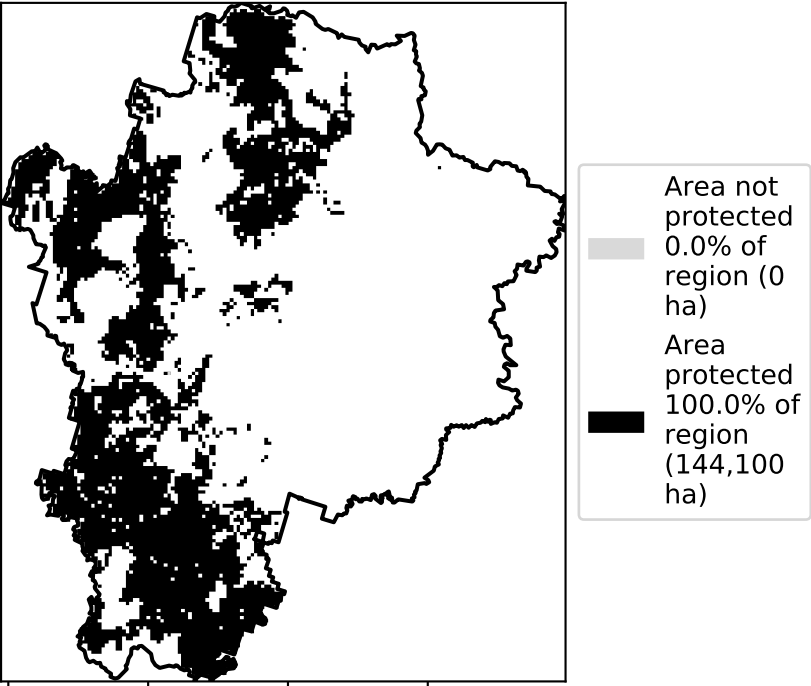 Area not
protected
0.0% of
region (0
ha)
Area
protected
100.0% of
region
(144,100
ha)